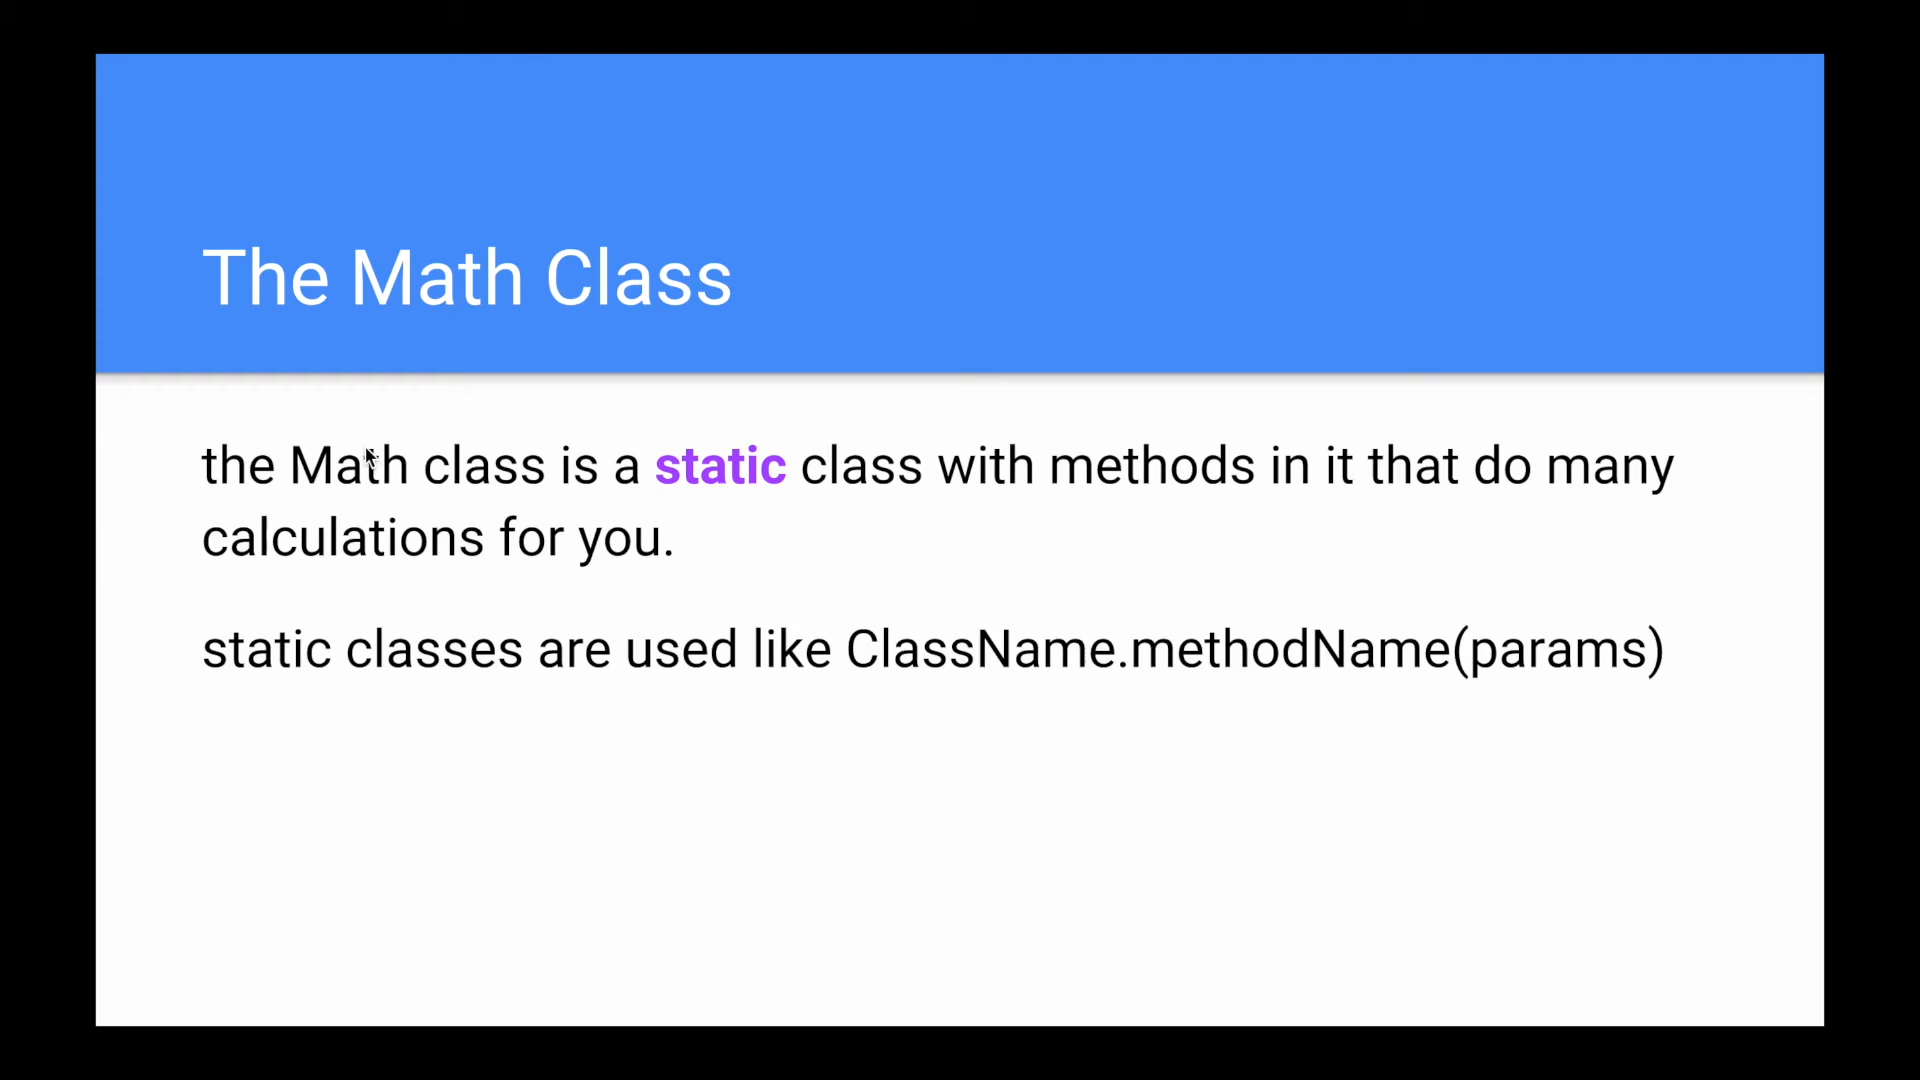 The Math Class
the Math class is a static class with methods in it that do many
calculations for you.
static classes are used like ClassName.methodName(params)